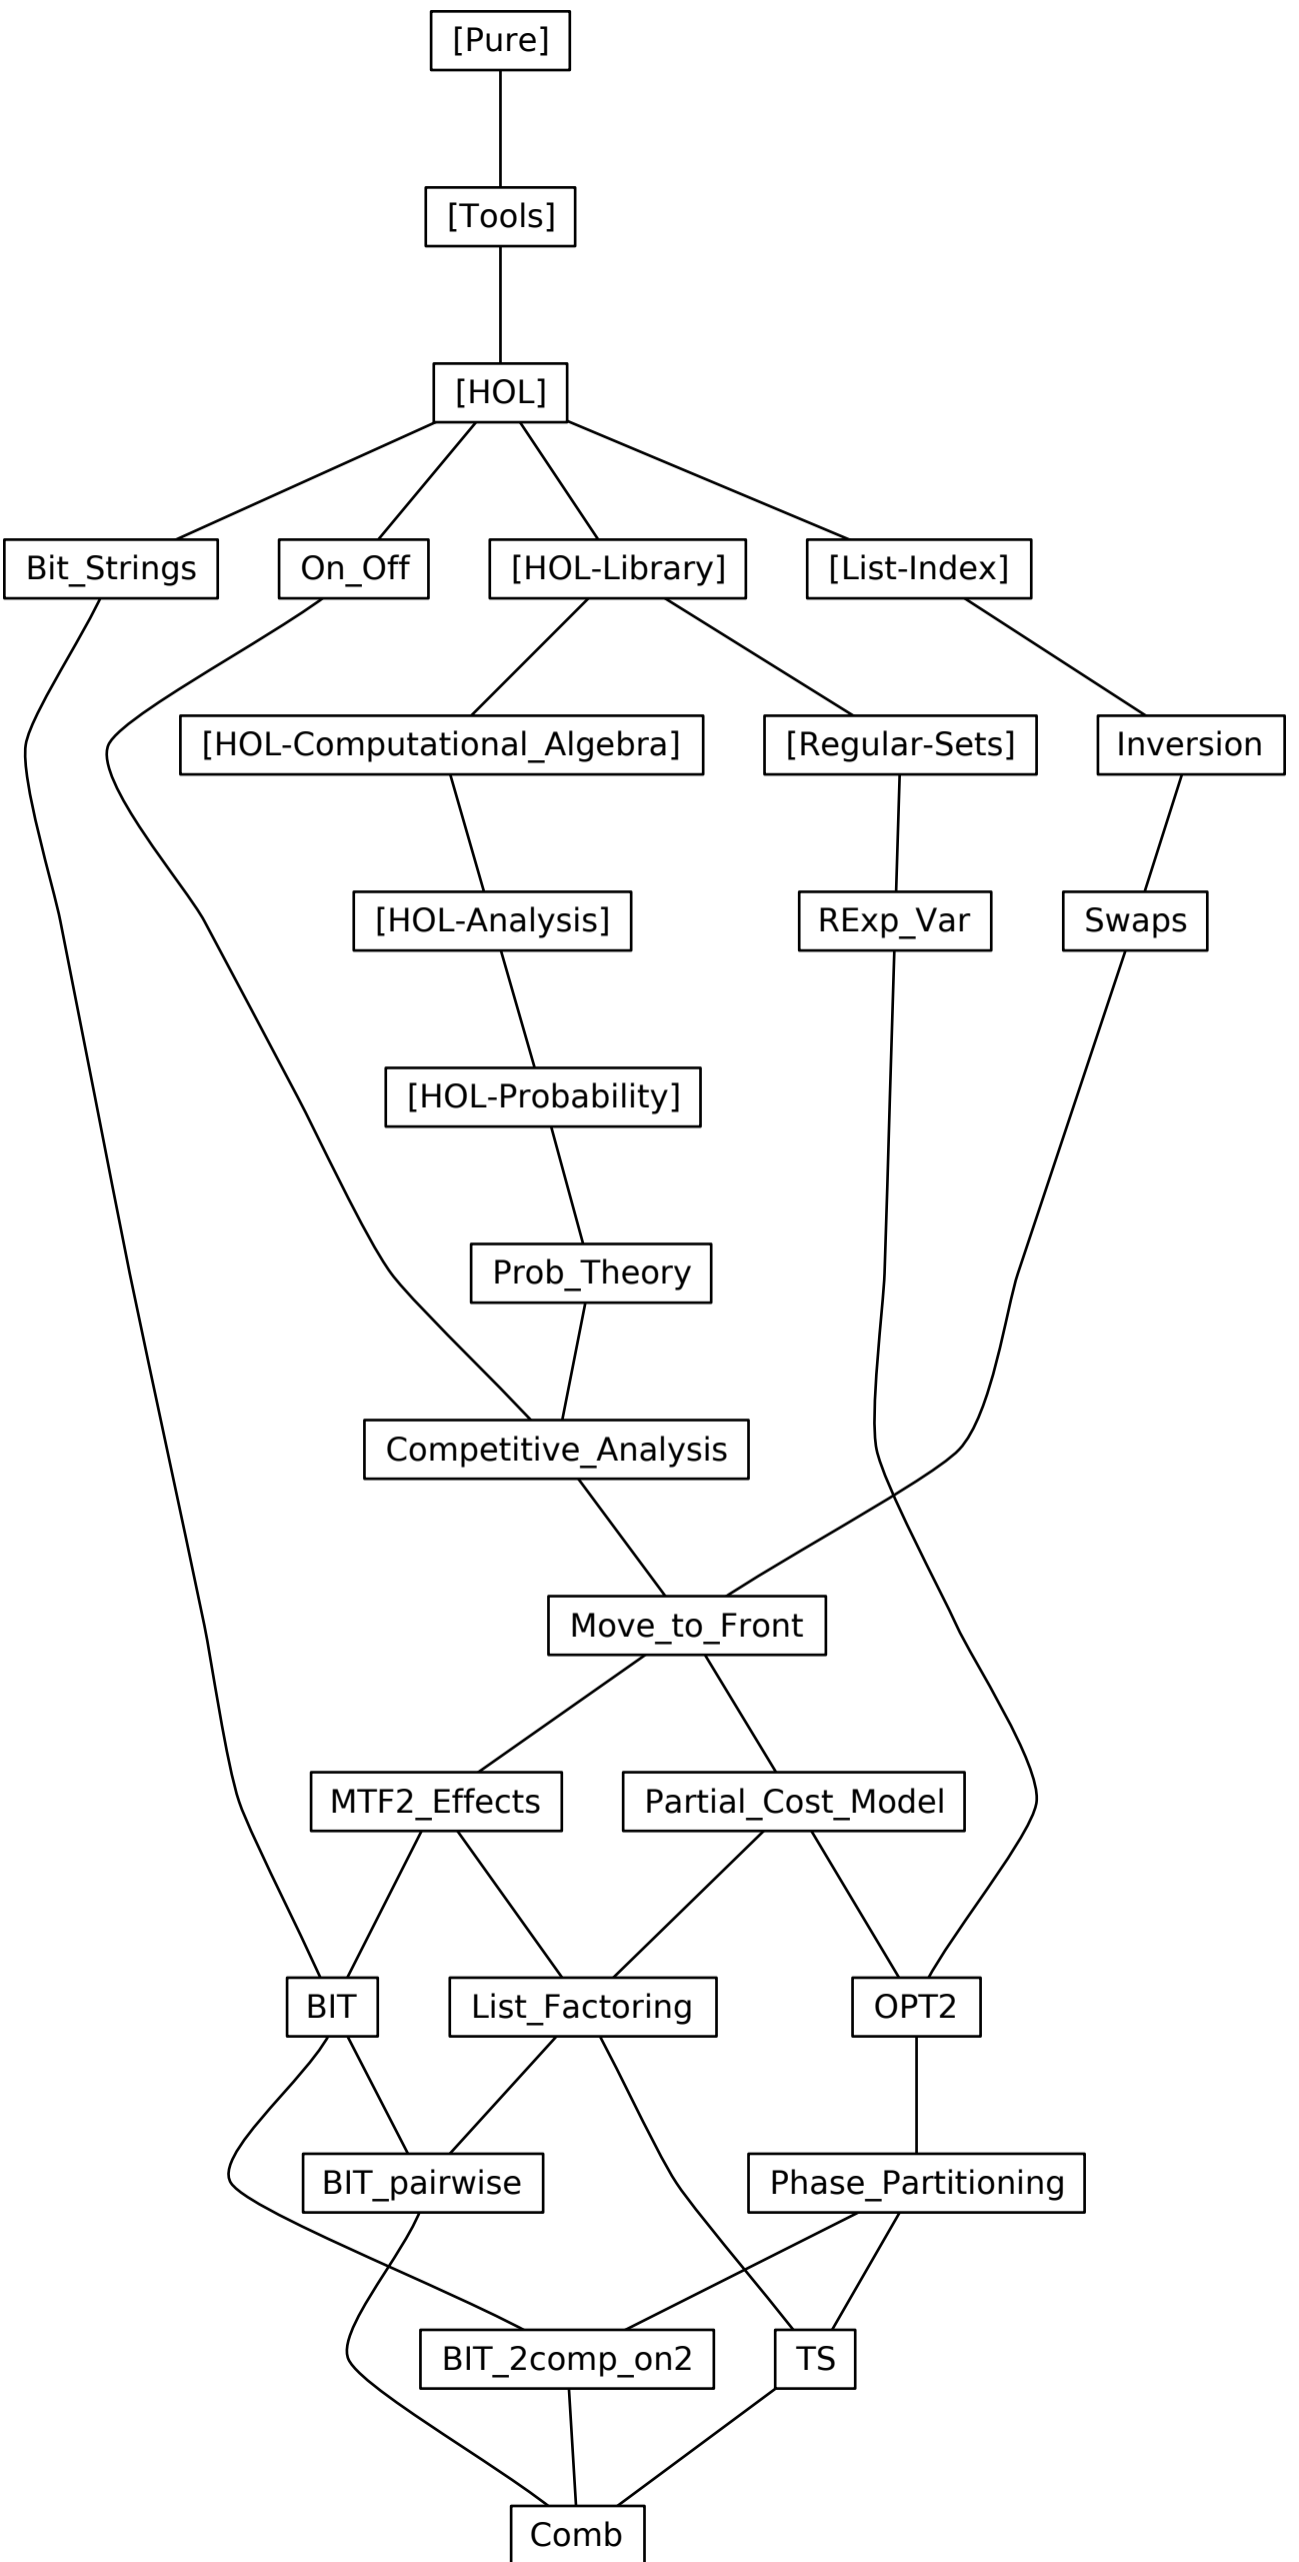 [Pure]
[Tools]
[HOL]
Bit_Strings
On_Off
[HOL-Library]
[List-Index]
[HOL-Computational_Algebra]
[Regular-Sets]
Inversion
[HOL-Analysis]
RExp_Var
Swaps
[HOL-Probability]
Prob_Theory
Competitive_Analysis
Move_to_Front
MTF2_Effects
Partial_Cost_Model
BIT
List_Factoring
OPT2
BIT_pairwise
Phase_Partitioning
BIT_2comp_on2
TS
Comb